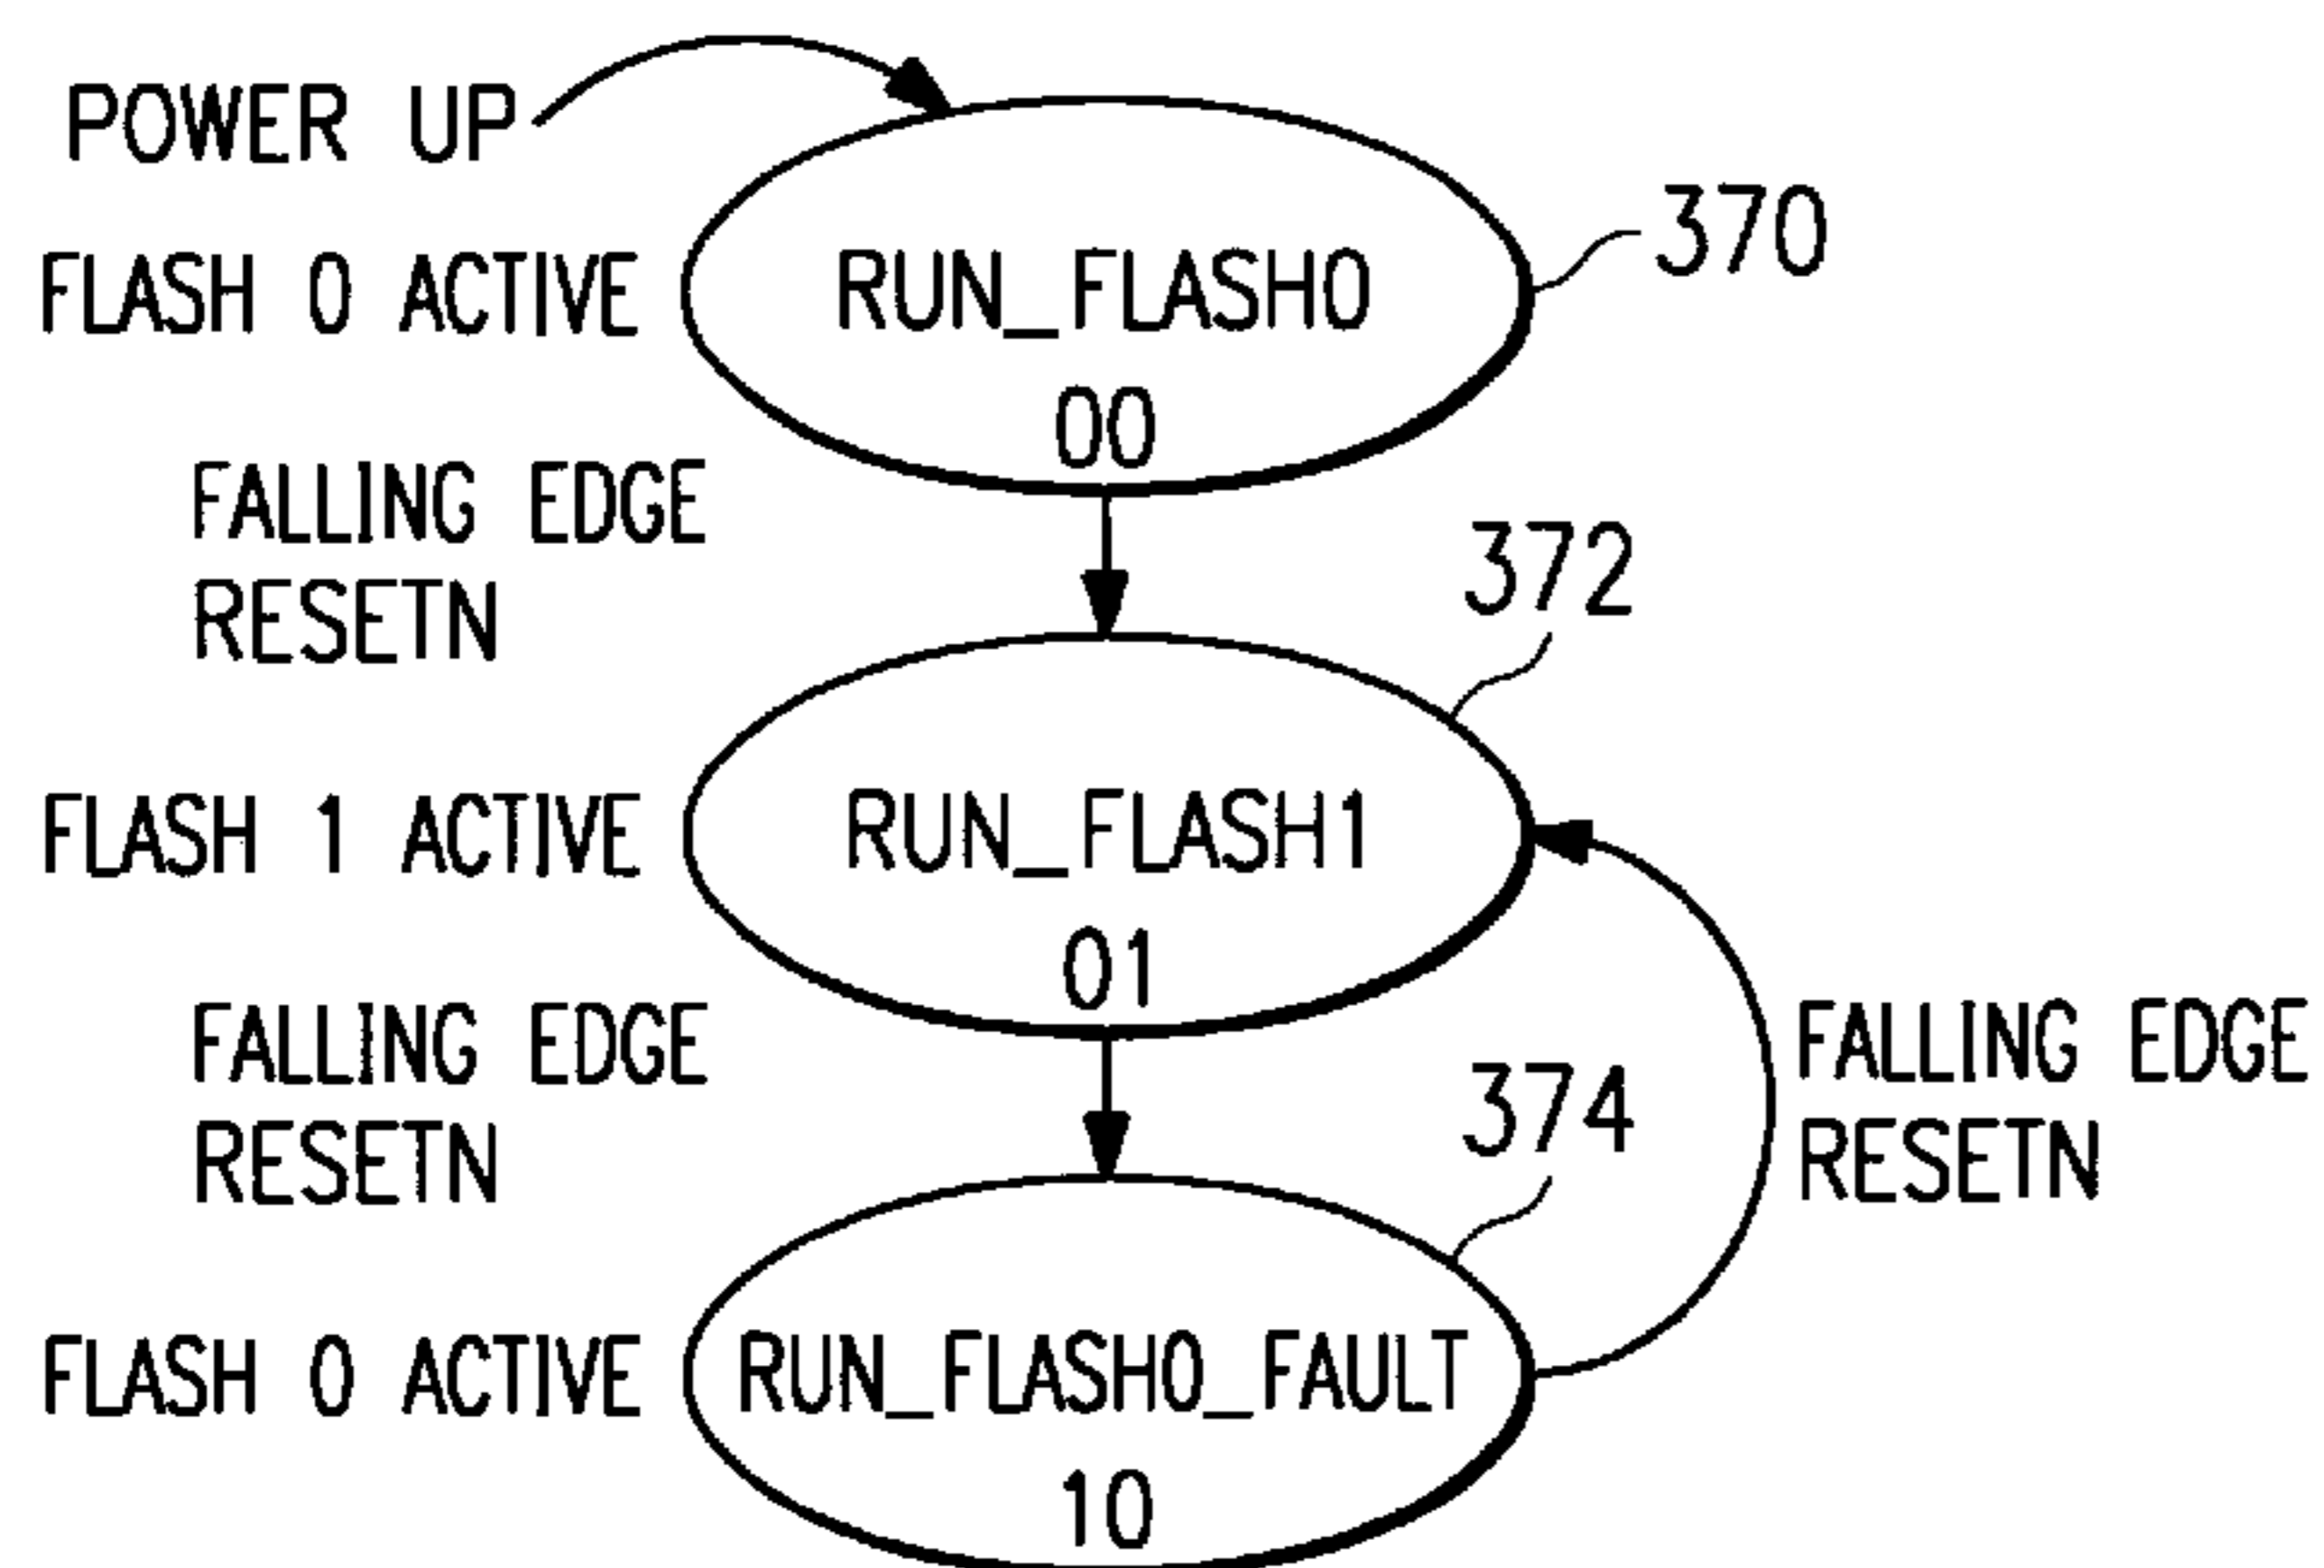 POWER UP
FLASH 0 ACTIVE
RUN_FLASH0
370
00
FALLING EDGE
RESETN
372
FLASH 1 ACTIVE
RUN_FLASH1
01
FALLING EDGE
RESETN
374
FALLING EDGE
RESETN
FLASH 0 ACTIVE
RUN_FLASH0_FAULT
10